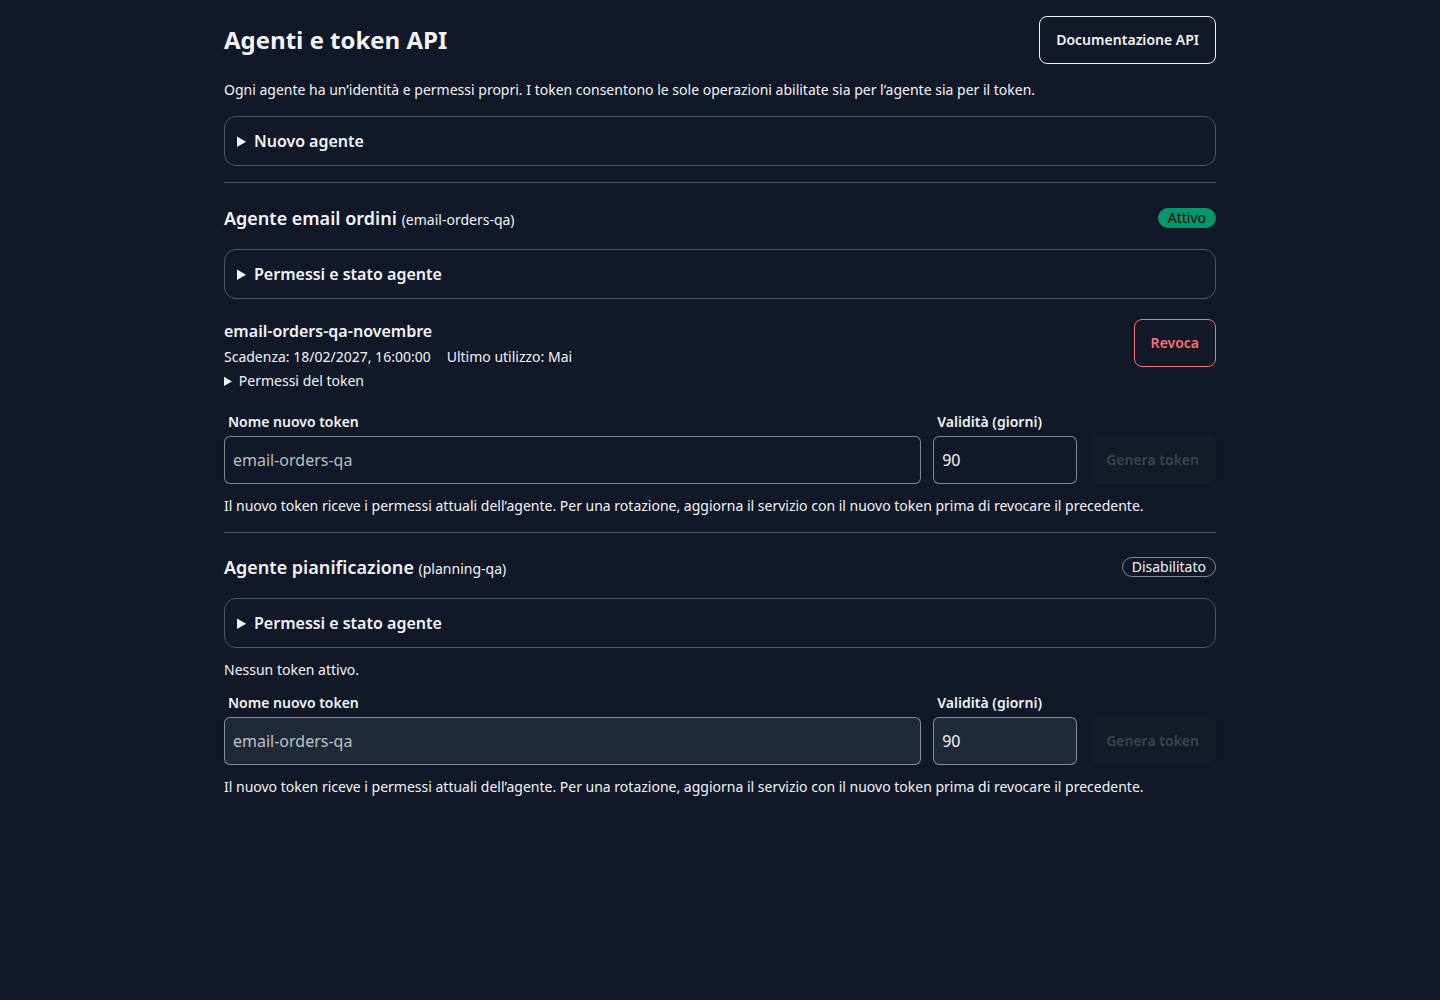 Agenti e token API
Documentazione API
Ogni agente ha un’identità e permessi propri. I token consentono le sole operazioni abilitate sia per l’agente sia per il token.
Nuovo agente
Agente email ordini (email-orders-qa)
Attivo
Permessi e stato agente
email-orders-qa-novembre
Revoca
Scadenza: 18/02/2027, 16:00:00 Ultimo utilizzo: Mai
Permessi del token
Nome nuovo token
Validità (giorni)
email-orders-qa
90
Genera token
Il nuovo token riceve i permessi attuali dell’agente. Per una rotazione, aggiorna il servizio con il nuovo token prima di revocare il precedente.
Agente pianificazione (planning-qa)
Disabilitato
Permessi e stato agente
Nessun token attivo.
Nome nuovo token
Validità (giorni)
email-orders-qa
90
Genera token
Il nuovo token riceve i permessi attuali dell’agente. Per una rotazione, aggiorna il servizio con il nuovo token prima di revocare il precedente.